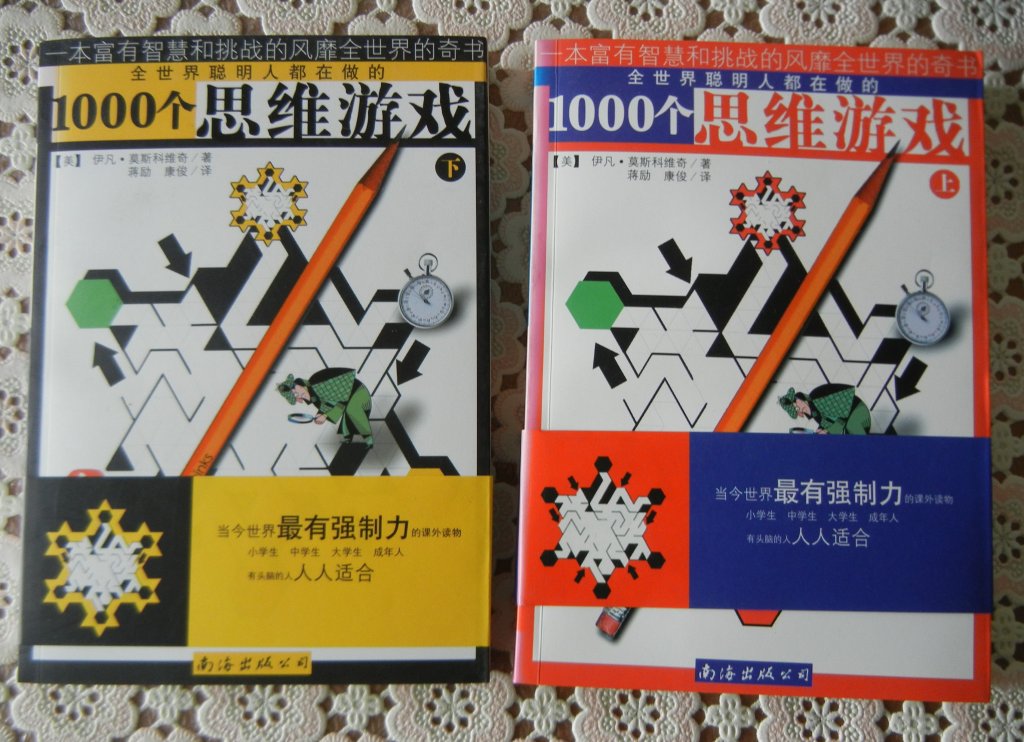 一本富有智慧和挑战的风靡全世界的奇书
全世界聪明人都在做的
1000个思维游戏
【美】 伊凡·莫斯科维奇／著
蒋励 康俊／译
下
inks
当今世界最有强制力的课外读物
小学生 中学生 大学生 成年人
有头脑的人人人适合
南海出版公司
一本富有智慧和挑战的风靡全世界的奇书
全世界聪明人都在做的
1000个思维游戏
【美】 伊凡·莫斯科维奇／著
蒋励 康俊／译
上
当今世界最有强制力的课外读物
小学生 中学生 大学生 成年人
有头脑的人人人适合
南海出版公司